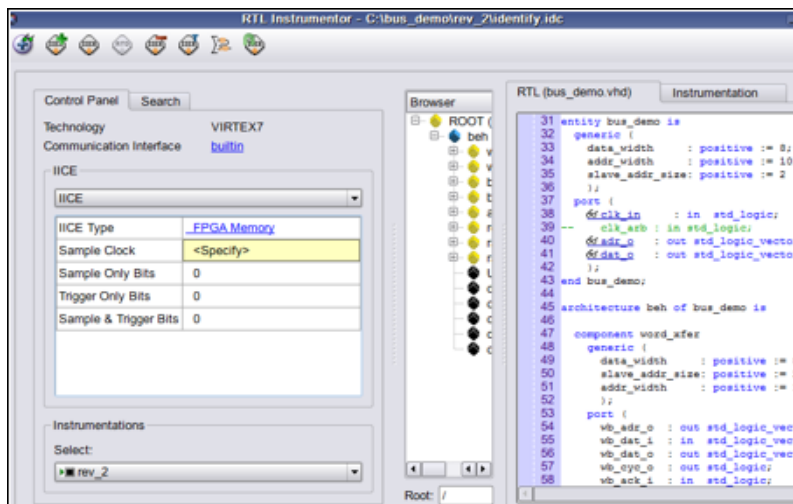 RTL Instrumentor - C:\bus_demo\rev_2\identify.idc
Control Panel
Search
Technology VIRTEX7
Communication Interface builtin
IICE
IICE
IICE Type FPGA Memory
Sample Clock <Specify>
Sample Only Bits 0
Trigger Only Bits 0
Sample & Trigger Bits 0
Instrumentations
Select:
rev_2
Browser
ROOT (
beh
Root: /
RTL (bus_demo.vhd)
Instrumentation
31 entity bus_demo is
32 generic (
33 data_width : positive := 8;
34 addr_width : positive := 10
35 slave_addr_size: positive := 2
36 );
37 port (
38 clk_in : in std_logic;
39 -- clk_arb : in std_logic;
40 adr_o : out std_logic_vecto
41 dat_o : out std_logic_vecto
42 );
43 end bus_demo;
44
45 architecture beh of bus_demo is
46
47 component word_xfer
48 generic (
49 data_width : positive :=
50 slave_addr_size: positive :=
51 addr_width : positive :=
52 );
53 port (
54 wb_adr_o : out std_logic_vec
55 wb_dat_i : in std_logic_vec
56 wb_dat_o : out std_logic_vec
57 wb_cyc_o : out std_logic;
58 wb_ack_i : in std_logic;